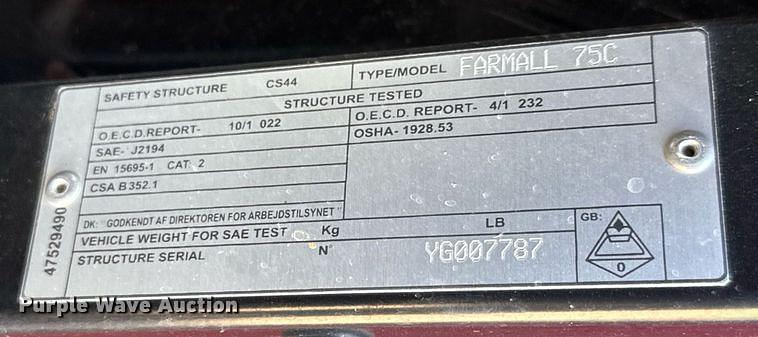 SAFETY STRUCTURE CS44 TYPE/MODEL FARMALL 75C
STRUCTURE TESTED
O.E.C.D. REPORT- 10/1 022 O.E.C.D. REPORT- 4/1 232
SAE- J2194 OSHA- 1928.53
EN 15695-1 CAT. 2
CSA B352.1
DK: "GODKENDT AF DIREKTOREN FOR ARBEJDSTILSYNET"
VEHICLE WEIGHT FOR SAE TEST Kg LB
STRUCTURE SERIAL N° YG007787
GB:
0
47529490
Purple Wave Auction